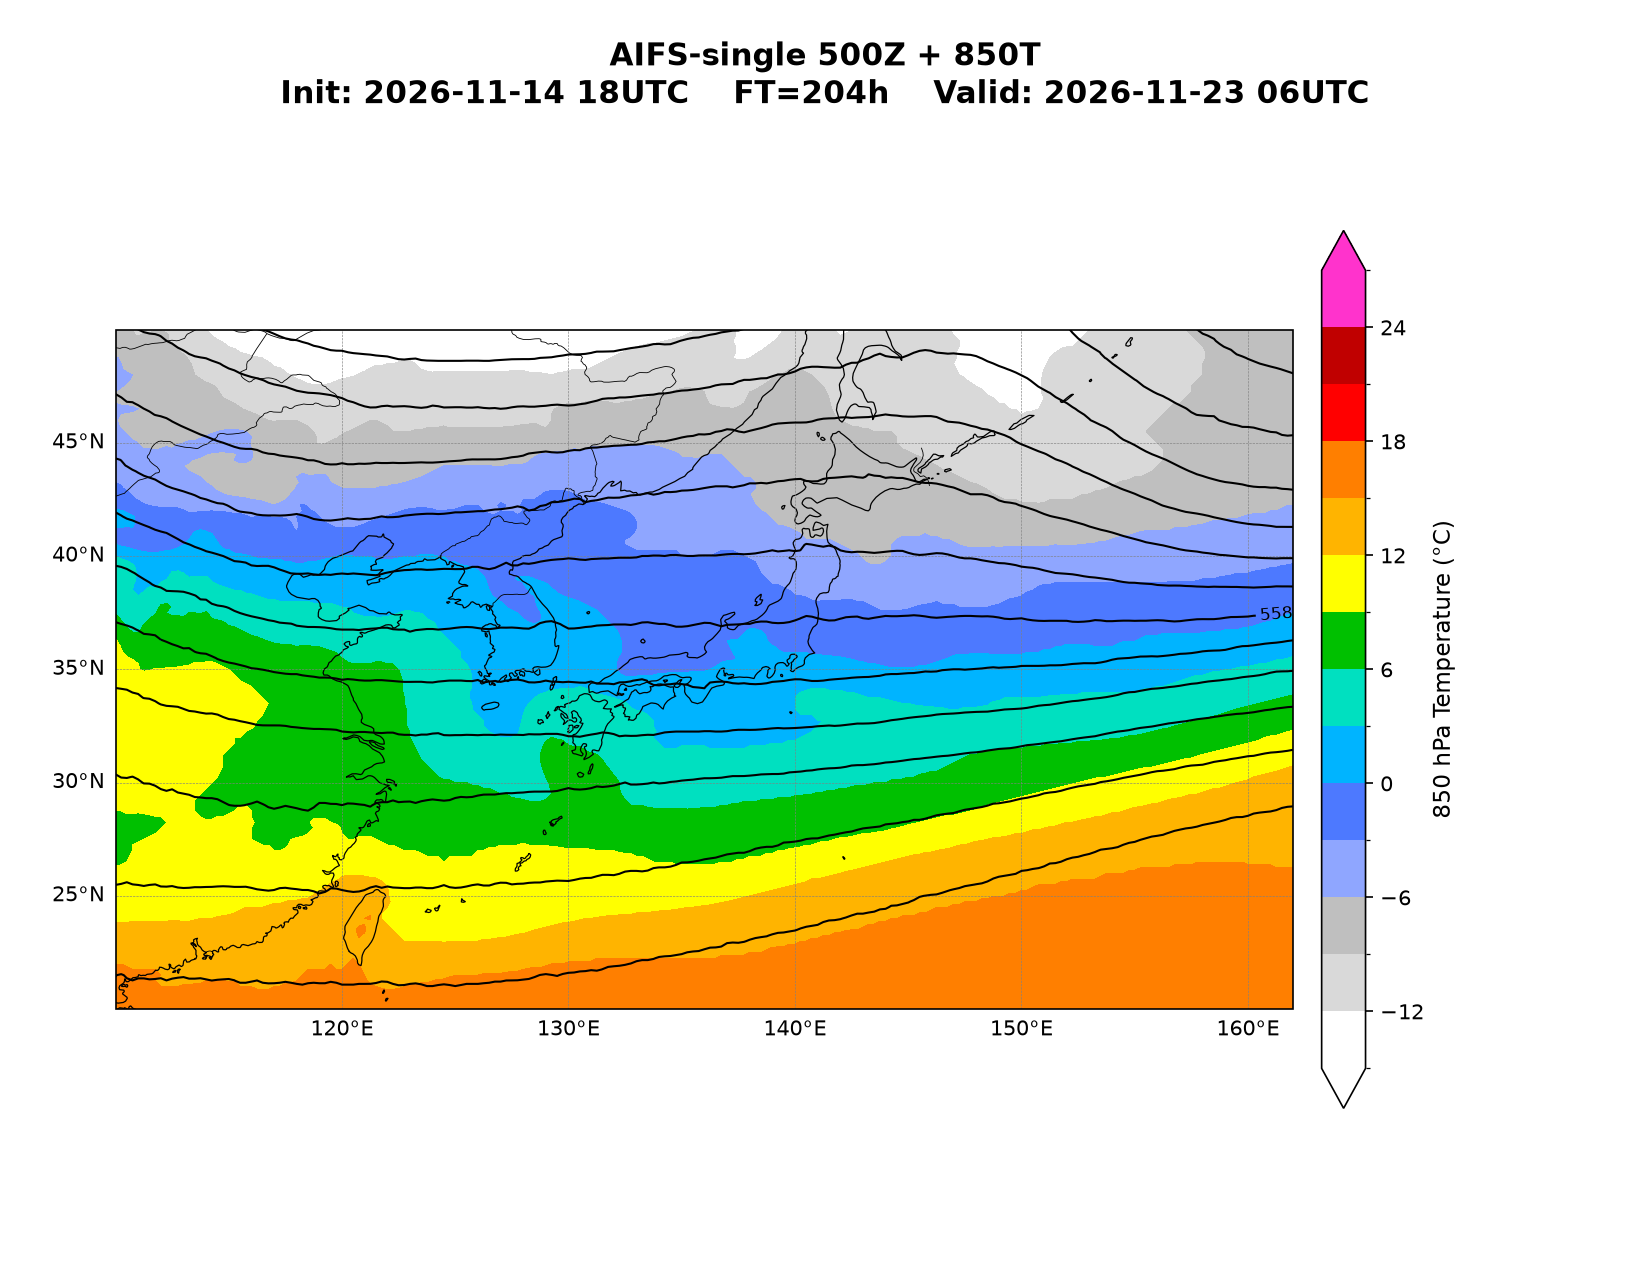 AIFS-single 500Z + 850T
Init: 2026-11-14 18UTC    FT=204h    Valid: 2026-11-23 06UTC
45°N
40°N
35°N
30°N
25°N
120°E
130°E
140°E
150°E
160°E
558
24
18
12
6
0
−6
−12
850 hPa Temperature (°C)